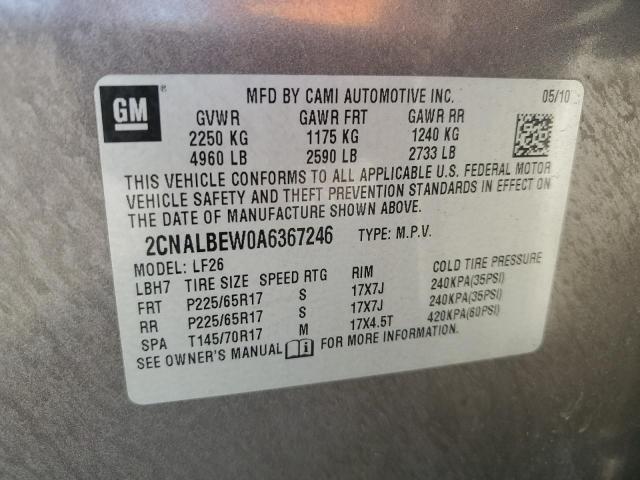 GM ®
MFD BY CAMI AUTOMOTIVE INC. 05/10
GVWR GAWR FRT GAWR RR
2250 KG 1175 KG 1240 KG
4960 LB 2590 LB 2733 LB
THIS VEHICLE CONFORMS TO ALL APPLICABLE U.S. FEDERAL MOTOR
VEHICLE SAFETY AND THEFT PREVENTION STANDARDS IN EFFECT ON
THE DATE OF MANUFACTURE SHOWN ABOVE.
2CNALBEW0A6367246 TYPE: M.P.V.
MODEL: LF26
LBH7 TIRE SIZE SPEED RTG RIM COLD TIRE PRESSURE
FRT P225/65R17 S 17X7J 240KPA(35PSI)
RR P225/65R17 S 17X7J 240KPA(35PSI)
SPA T145/70R17 M 17X4.5T 420KPA(60PSI)
SEE OWNER'S MANUAL FOR MORE INFORMATION.